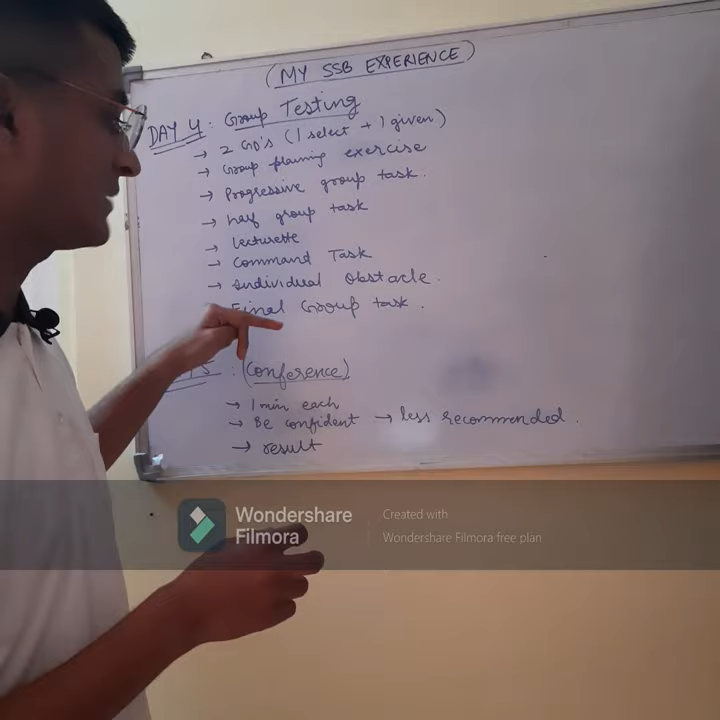 (MY SSB EXPERIENCE)
DAY 4: Group Testing
→ 2 GD's (1 select + 1 given)
→ Group planning exercise
→ Progressive group task.
→ half group task
→ lecturette
→ Command Task
→ individual obstacle.
Final Group task.
5 : (Conference)
→ 1 min each
→ Be confident → less recommended.
→ result
Wondershare Filmora
Created with
Wondershare Filmora free plan